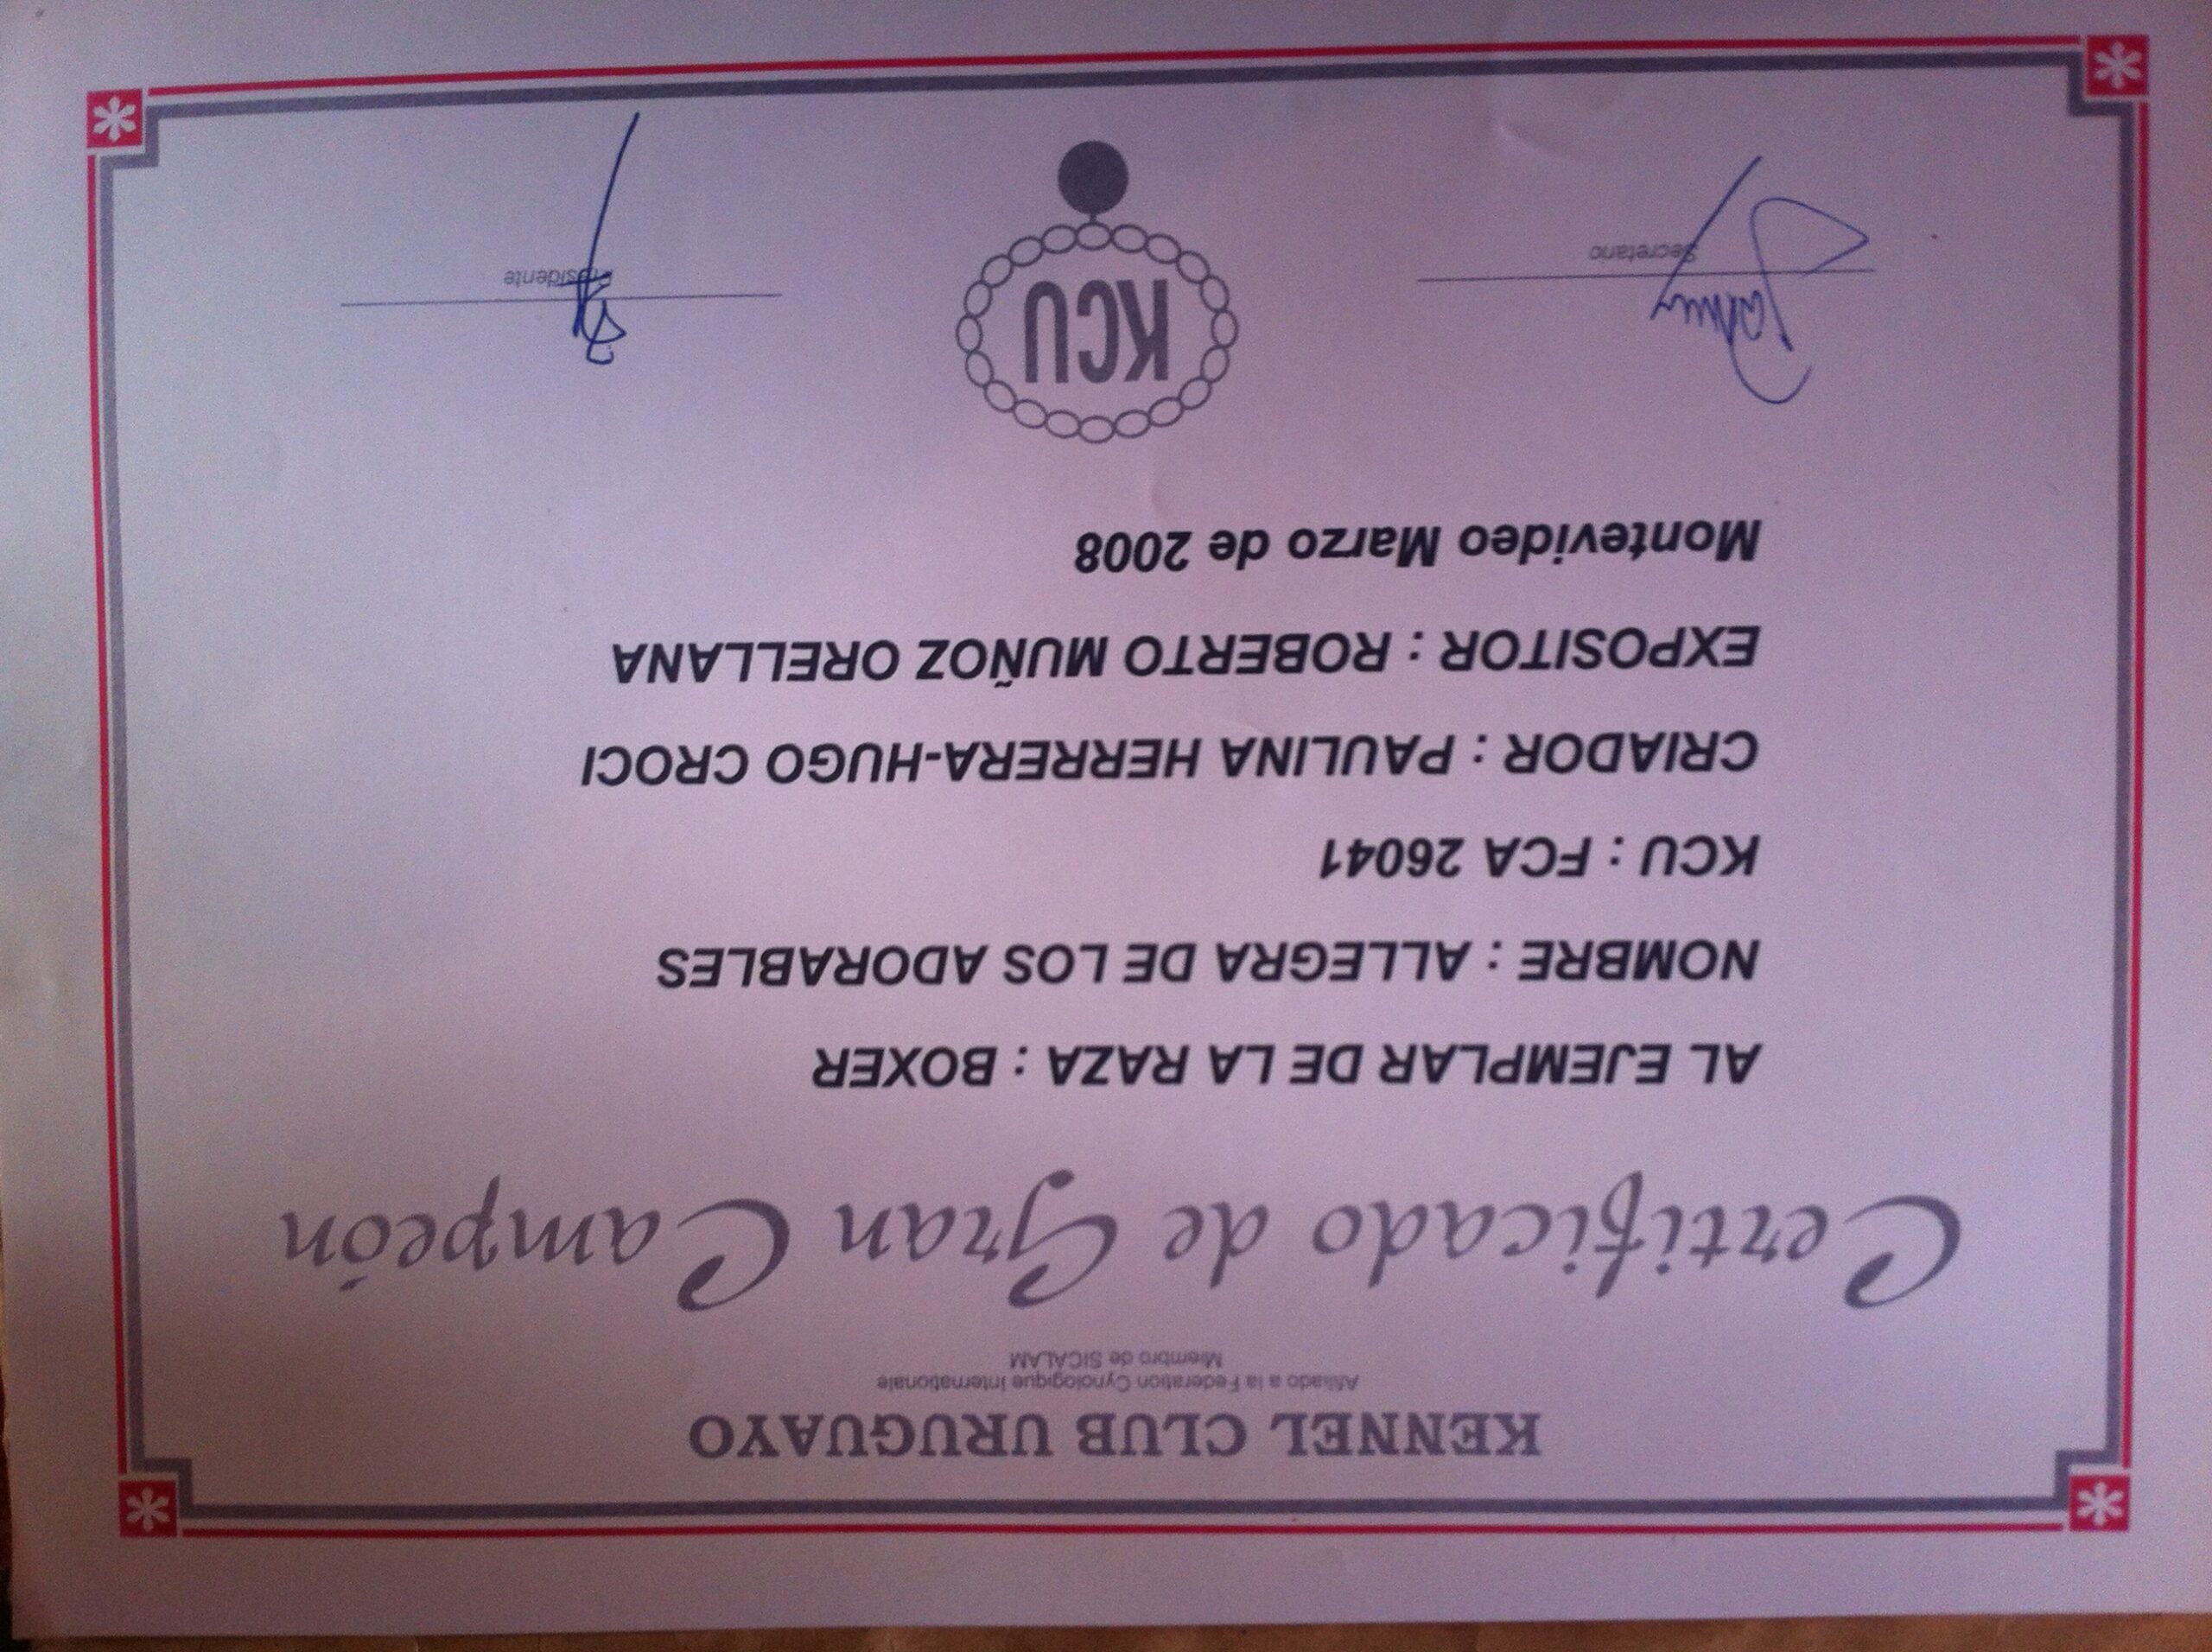 KENNEL CLUB URUGUAYO
Afiliado a la Federation Cynologique Internationale
Miembro de SICALAM
Certificado de Gran Campeón
AL EJEMPLAR DE LA RAZA : BOXER
NOMBRE : ALLEGRA DE LOS ADORABLES
KCU : FCA 26041
CRIADOR : PAULINA HERRERA-HUGO CROCI
EXPOSITOR : ROBERTO MUÑOZ ORELLANA
Montevideo Marzo de 2008
KCU
Secretario
Presidente